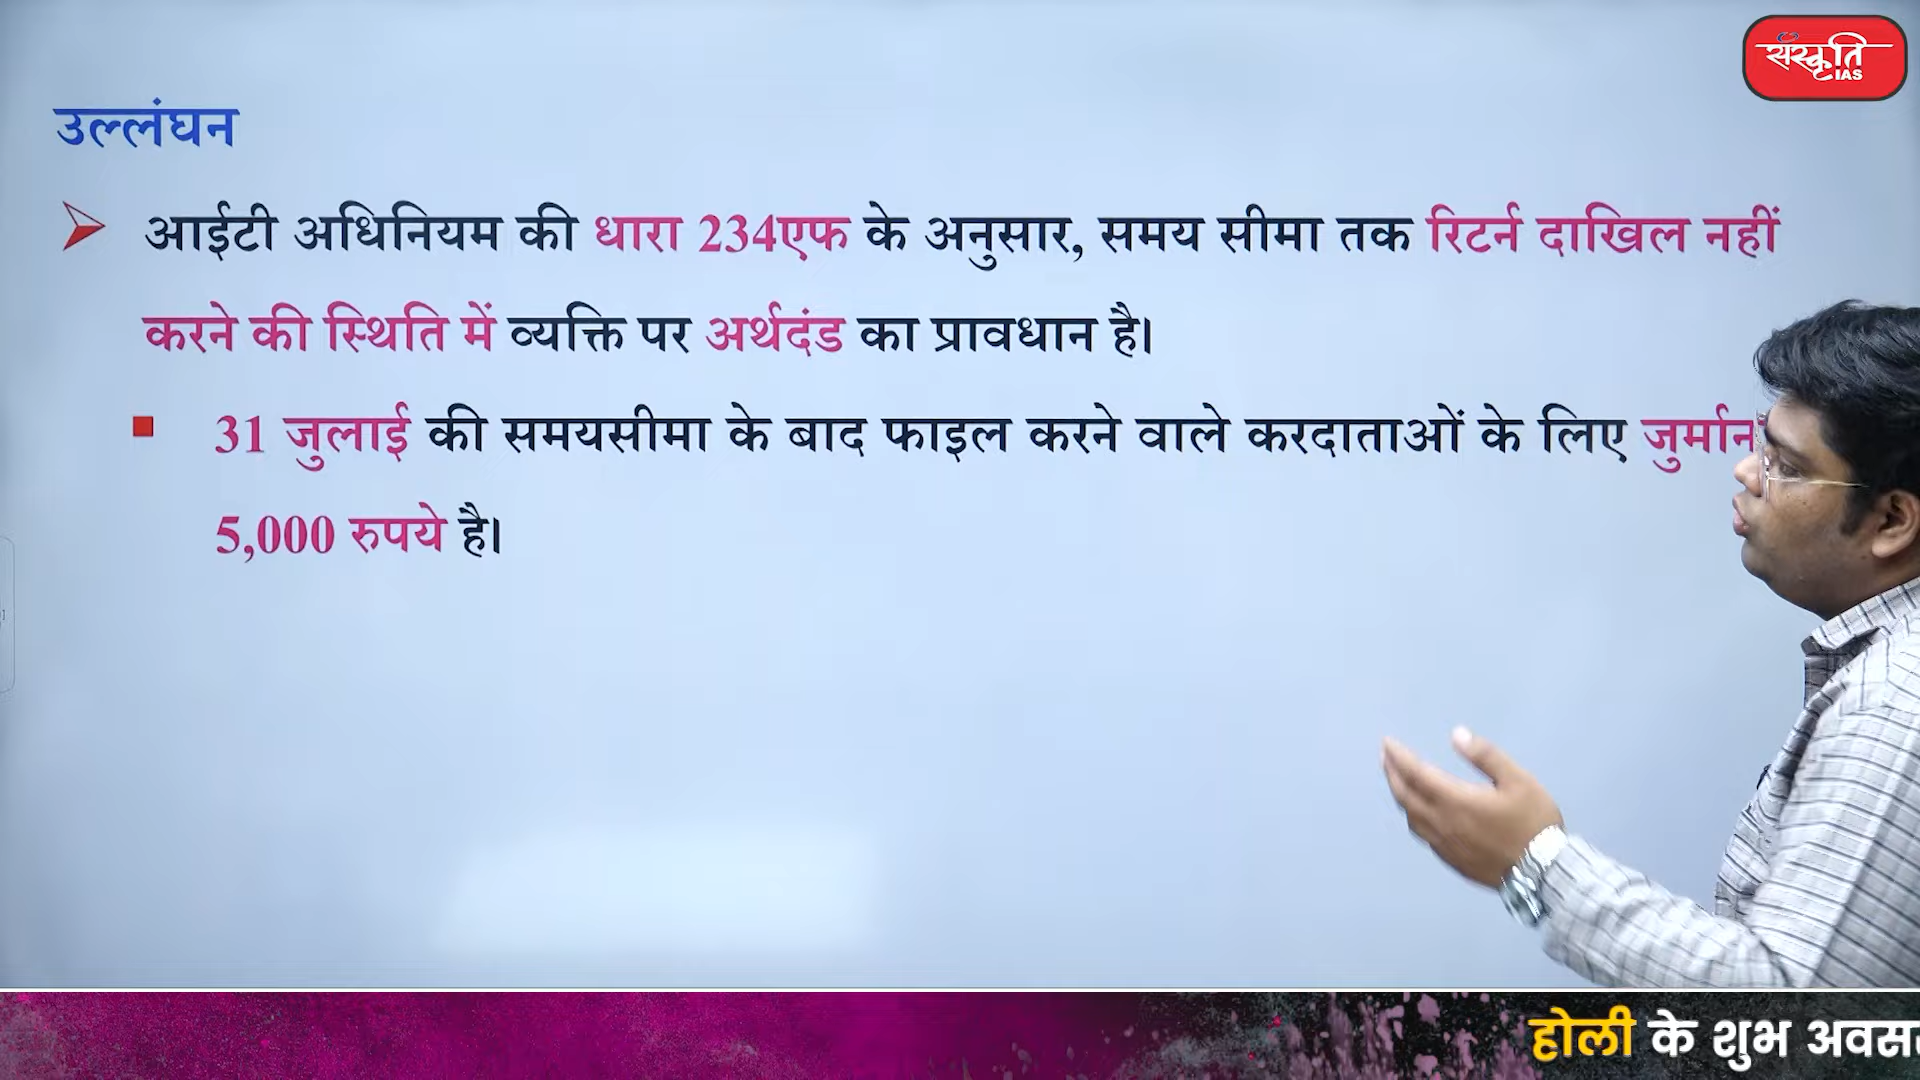 संस्कृति
IAS
उल्लंघन
आईटी अधिनियम की धारा 234एफ के अनुसार, समय सीमा तक रिटर्न दाखिल नहीं
करने की स्थिति में व्यक्ति पर अर्थदंड का प्रावधान है।
31 जुलाई की समयसीमा के बाद फाइल करने वाले करदाताओं के लिए
5,000 रुपये है।
होली के शुभ